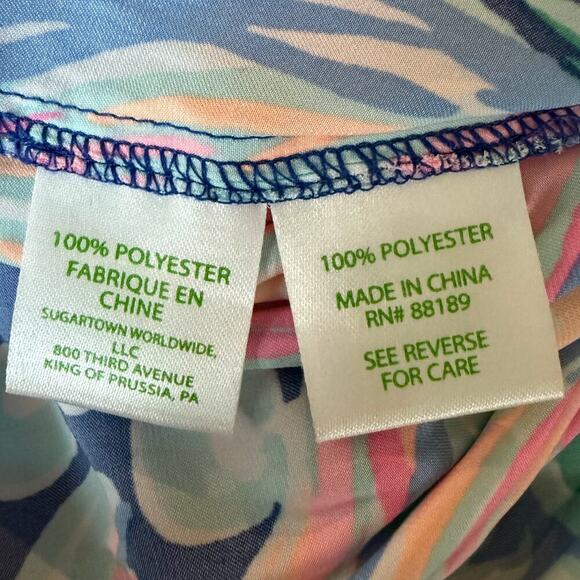 100% POLYESTER
FABRIQUE EN
CHINE
SUGARTOWN WORLDWIDE,
LLC
800 THIRD AVENUE
KING OF PRUSSIA, PA
100% POLYESTER
MADE IN CHINA
RN# 88189
SEE REVERSE
FOR CARE